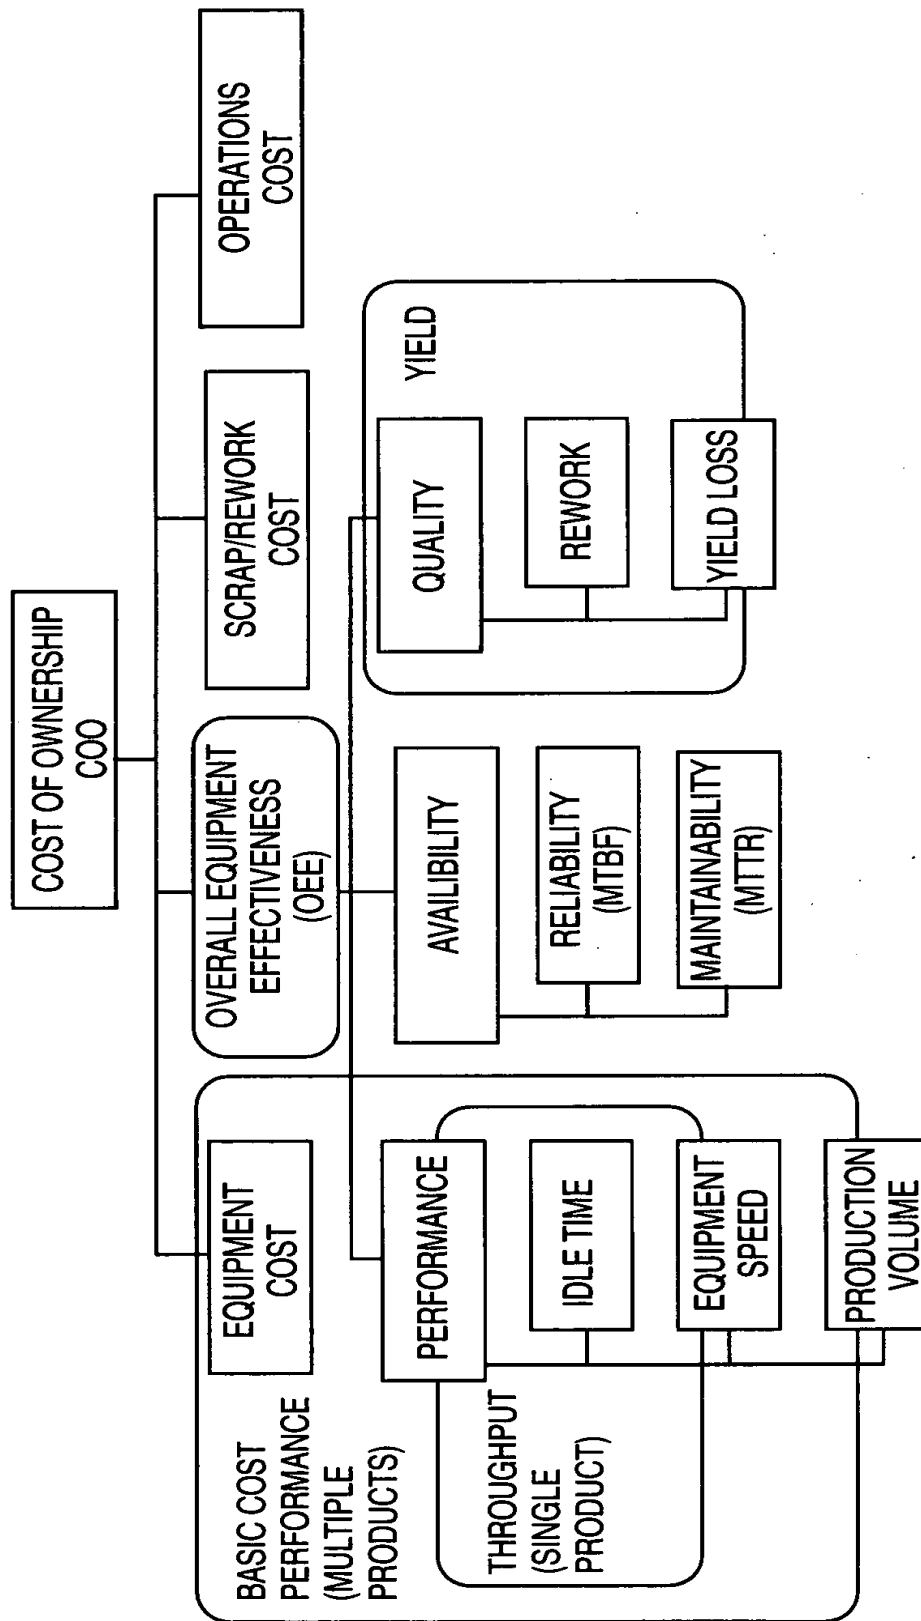 COST OF OWNERSHIP
COO
EQUIPMENT
COST
OVERALL EQUIPMENT
EFFECTIVENESS
(OEE)
SCRAP/REWORK
COST
OPERATIONS
COST
BASIC COST
PERFORMANCE
(MULTIPLE
PRODUCTS)
PERFORMANCE
AVAILIBILITY
QUALITY
YIELD
THROUGHPUT
(SINGLE
PRODUCT)
IDLE TIME
RELIABILITY
(MTBF)
REWORK
EQUIPMENT
SPEED
MAINTANABILITY
(MTTR)
YIELD LOSS
PRODUCTION
VOLUME